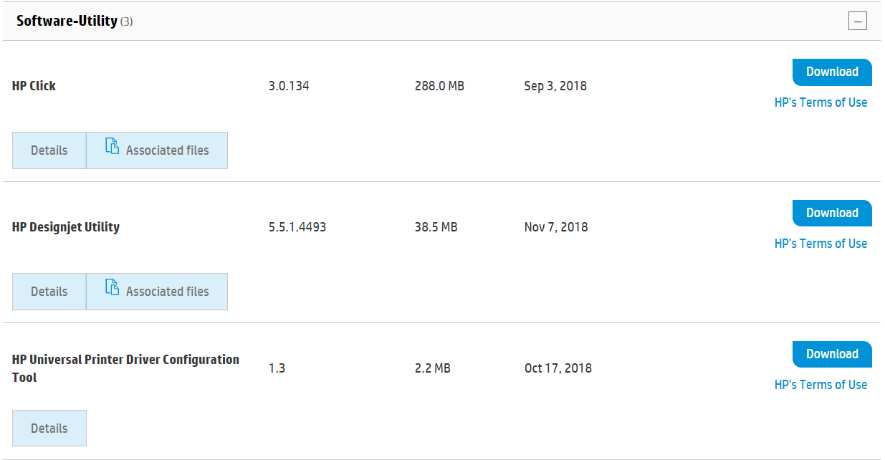 Software-Utility (3)
HP Click 3.0.134 288.0 MB Sep 3, 2018 Download
HP's Terms of Use
Details Associated files
HP Designjet Utility 5.5.1.4493 38.5 MB Nov 7, 2018 Download
HP's Terms of Use
Details Associated files
HP Universal Printer Driver Configuration
Tool 1.3 2.2 MB Oct 17, 2018 Download
HP's Terms of Use
Details